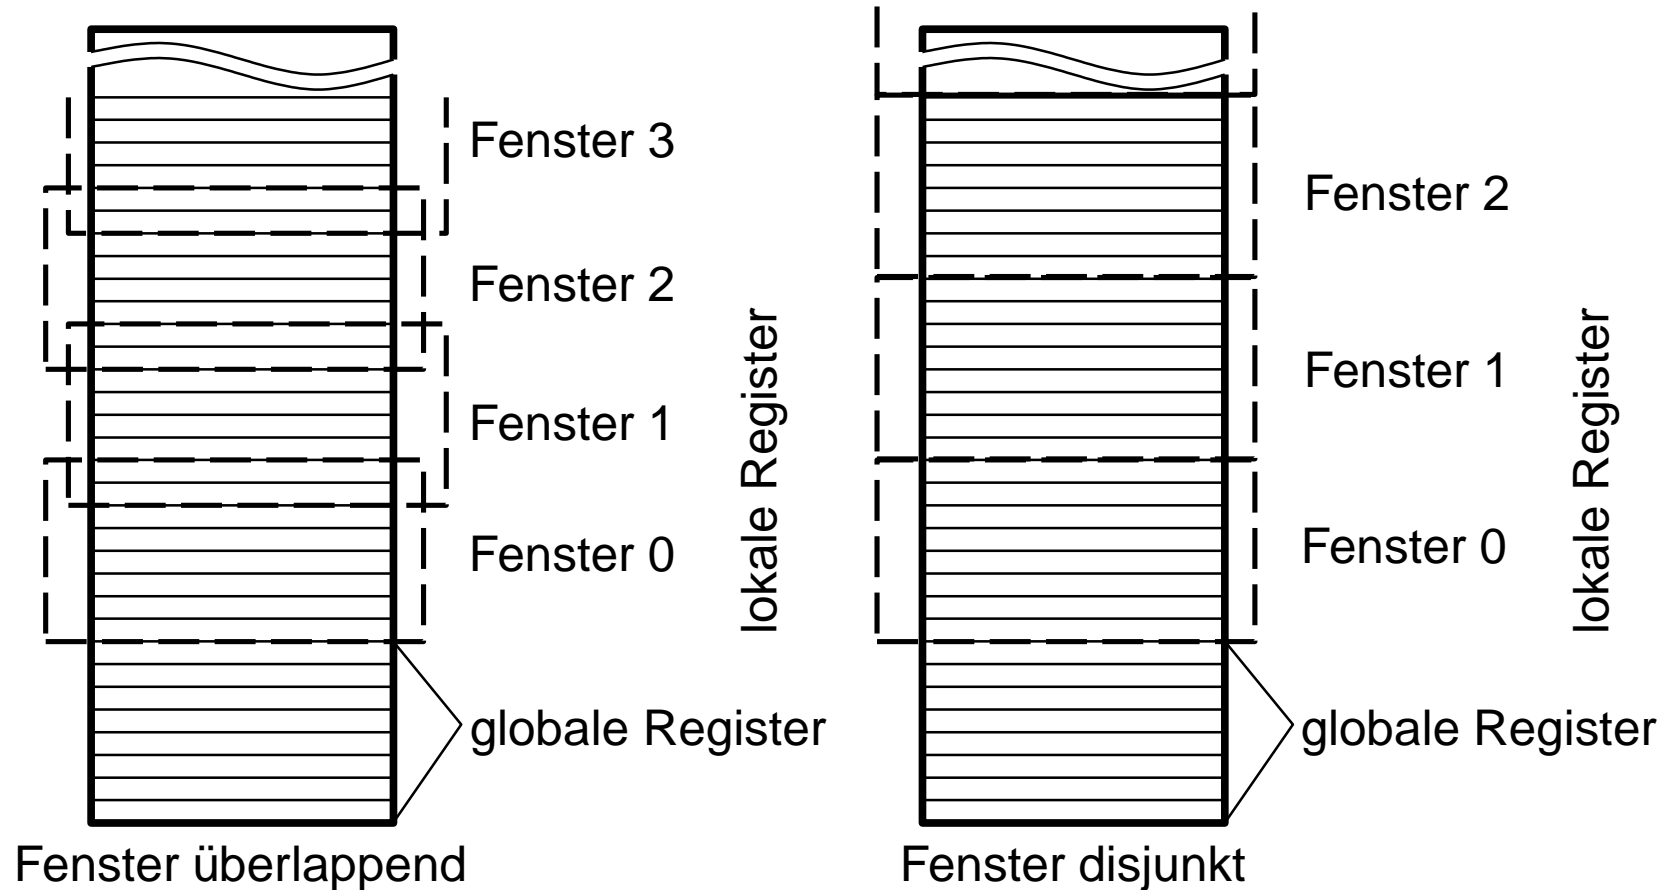 Fenster 3
Fenster 2
Fenster 1
Fenster 0
lokale Register
globale Register
Fenster überlappend
Fenster 2
Fenster 1
Fenster 0
lokale Register
globale Register
Fenster disjunkt